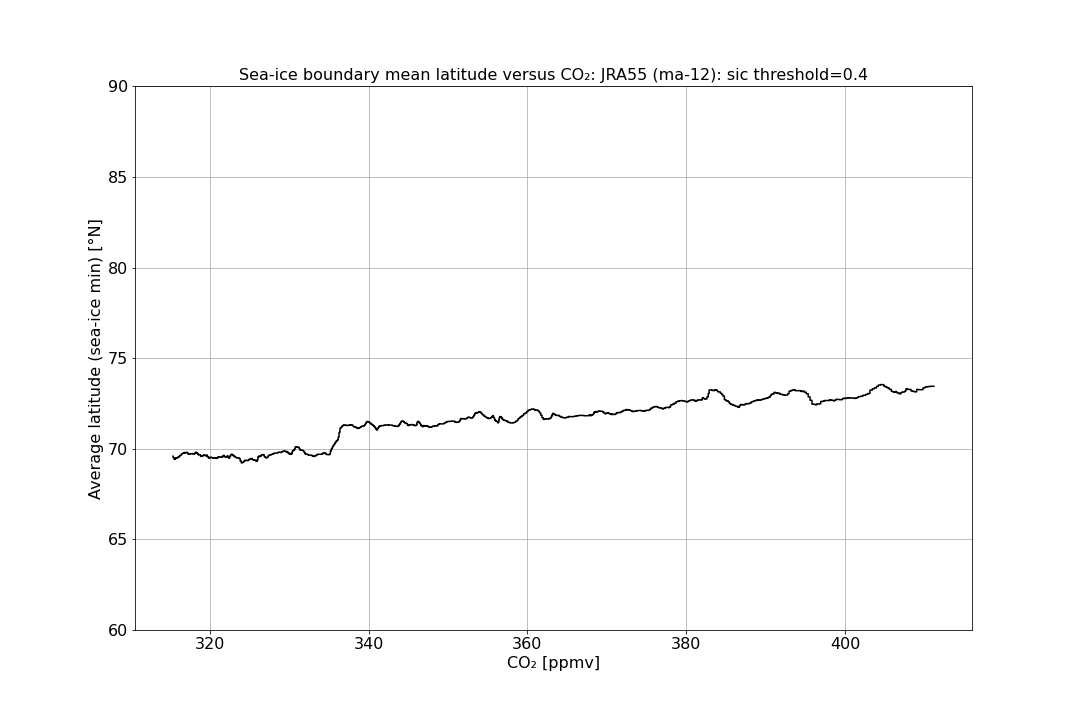 Sea-ice boundary mean latitude versus CO₂: JRA55 (ma-12): sic threshold=0.4
90
85
80
75
70
65
60
Average latitude (sea-ice min) [°N]
320 340 360 380 400
CO₂ [ppmv]